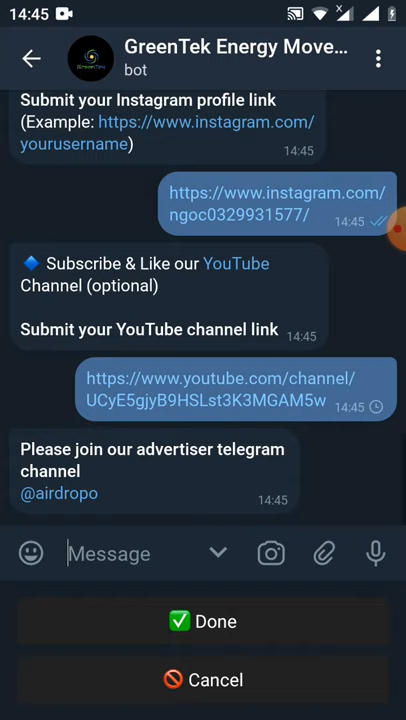 14:45
GreenTek Energy Move...
bot
GreenTek
Submit your Instagram profile link
(Example: https://www.instagram.com/
yourusername)
14:45
https://www.instagram.com/
ngoc0329931577/
14:45
🔷 Subscribe & Like our YouTube
Channel (optional)
Submit your YouTube channel link
14:45
https://www.youtube.com/channel/
UCyE5gjyB9HSLst3K3MGAM5w
14:45
Please join our advertiser telegram
channel
@airdropo
14:45
Message
✅ Done
🚫 Cancel